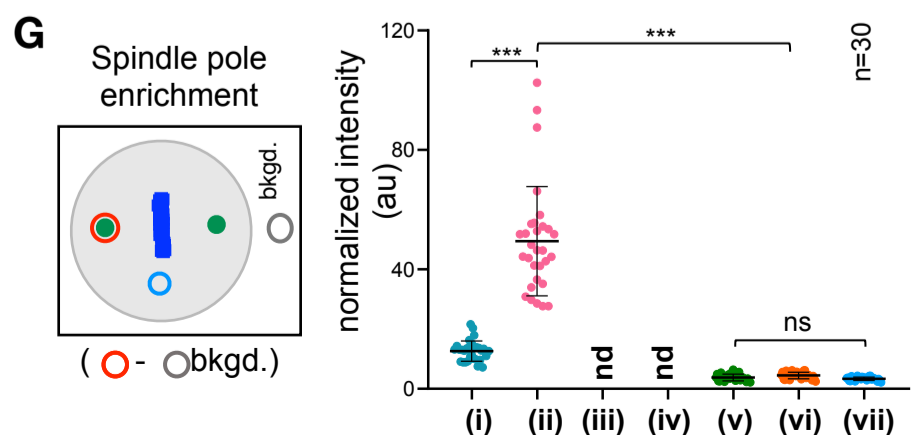 G
Spindle pole
enrichment
bkgd.
( - bkgd.)
normalized intensity
(au)
120
80
40
0
***
***
n=30
nd
nd
ns
(i) (ii) (iii) (iv) (v) (vi) (vii)